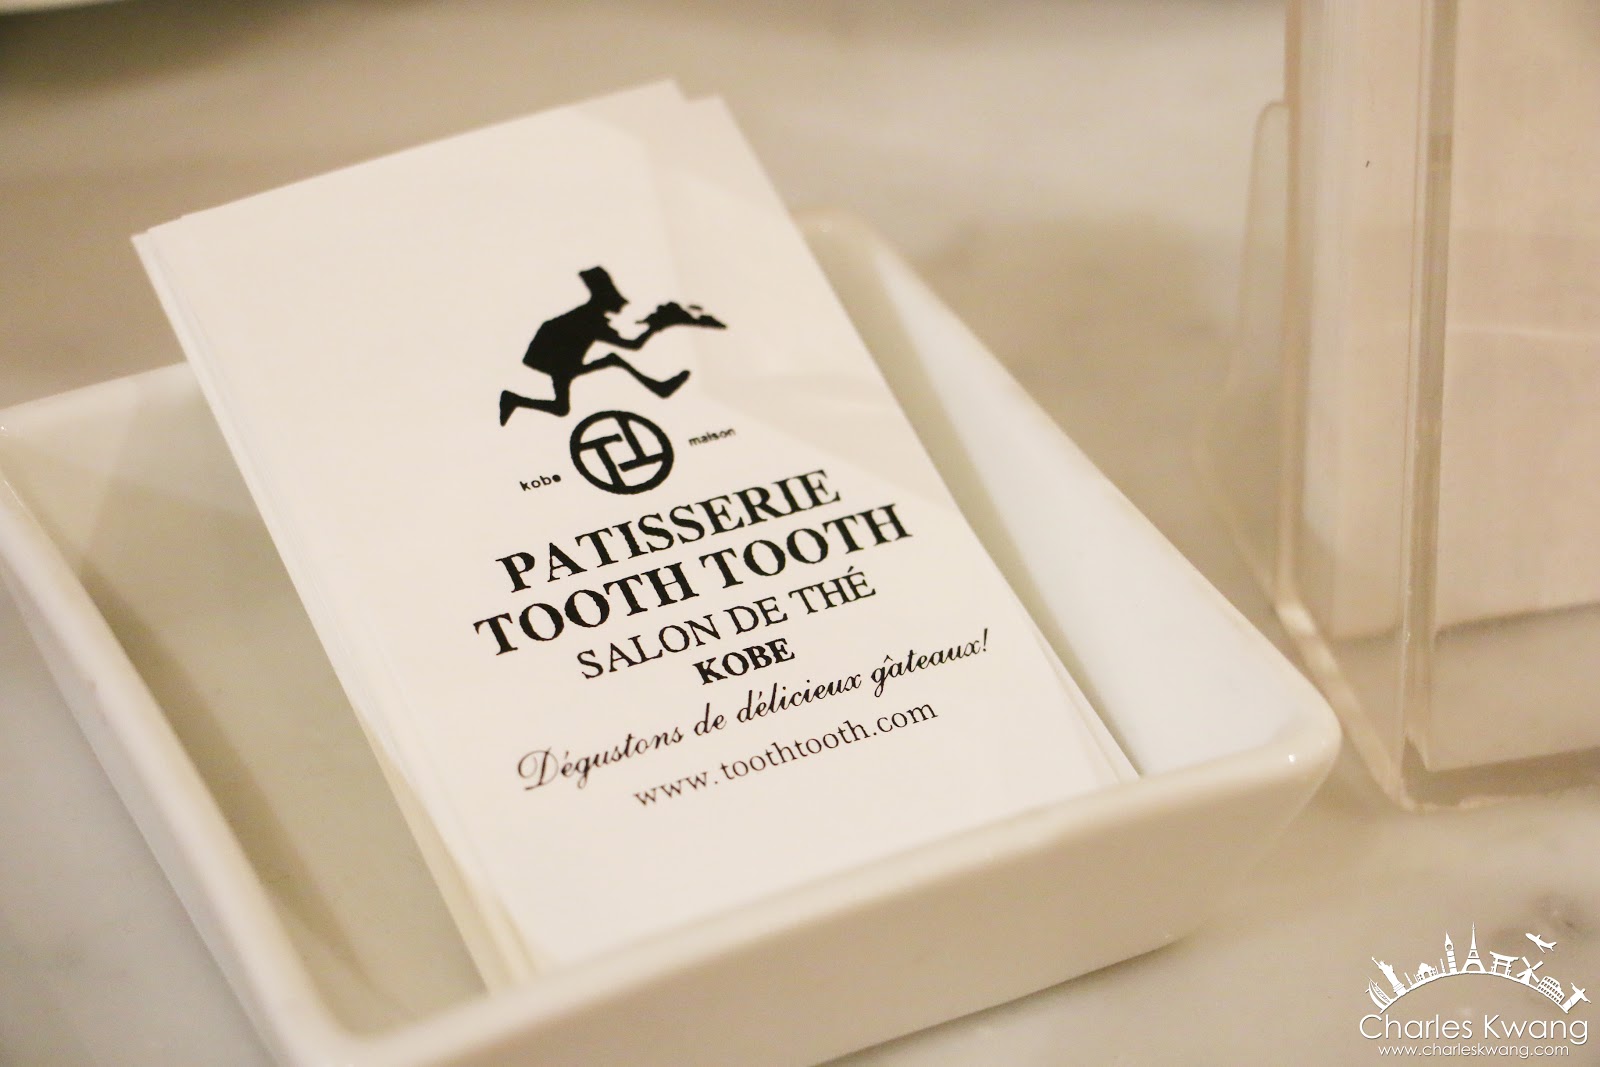 kobe TT maison
PATISSERIE
TOOTH TOOTH
SALON DE THÉ
KOBE
Dégustons de délicieux gâteaux!
www.toothtooth.com
Charles Kwang
www.charleskwang.com